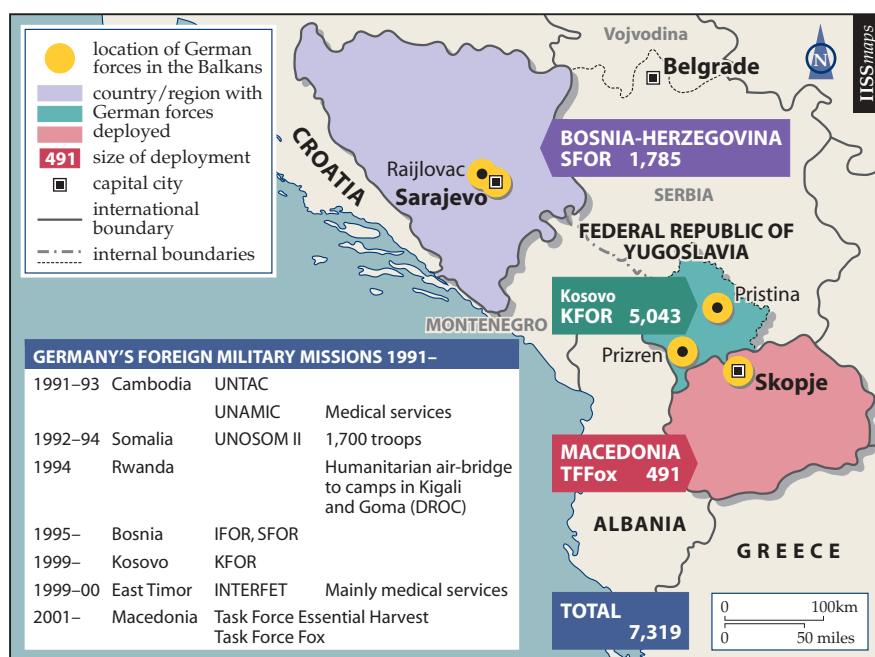 location of German
forces in the Balkans
country/region with
German forces
deployed
491 size of deployment
capital city
international
boundary
internal boundaries
Vojvodina
Belgrade
N
IISSmaps
CROATIA
Raijlovac
Sarajevo
BOSNIA-HERZEGOVINA
SFOR 1,785
SERBIA
FEDERAL REPUBLIC OF
YUGOSLAVIA
Kosovo
KFOR 5,043
Pristina
MONTENEGRO
Prizren
Skopje
MACEDONIA
TFFox 491
ALBANIA
GREECE
TOTAL
7,319
0 100km
0 50 miles
GERMANY'S FOREIGN MILITARY MISSIONS 1991–
1991–93 Cambodia UNTAC
UNAMIC Medical services
1992–94 Somalia UNOSOM II 1,700 troops
1994 Rwanda Humanitarian air-bridge
to camps in Kigali
and Goma (DROC)
1995– Bosnia IFOR, SFOR
1999– Kosovo KFOR
1999–00 East Timor INTERFET Mainly medical services
2001– Macedonia Task Force Essential Harvest
Task Force Fox